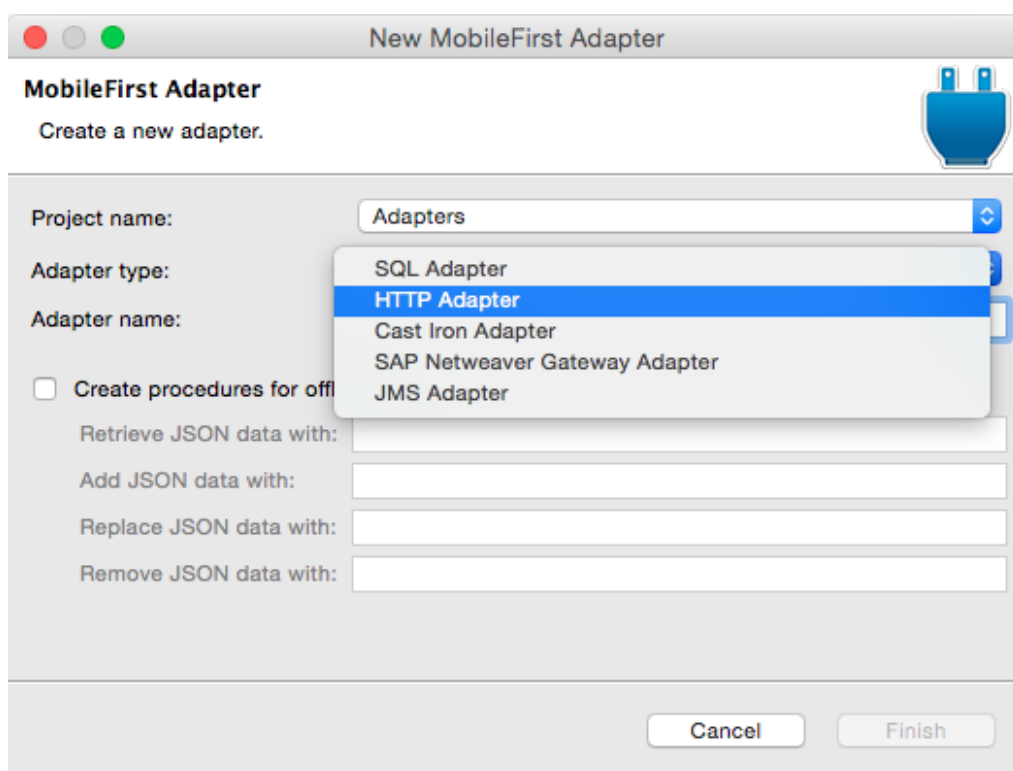 New MobileFirst Adapter
MobileFirst Adapter
Create a new adapter.
Project name:
Adapters
Adapter type:
SQL Adapter
HTTP Adapter
Cast Iron Adapter
SAP Netweaver Gateway Adapter
JMS Adapter
Adapter name:
Create procedures for offl
Retrieve JSON data with:
Add JSON data with:
Replace JSON data with:
Remove JSON data with:
Cancel
Finish